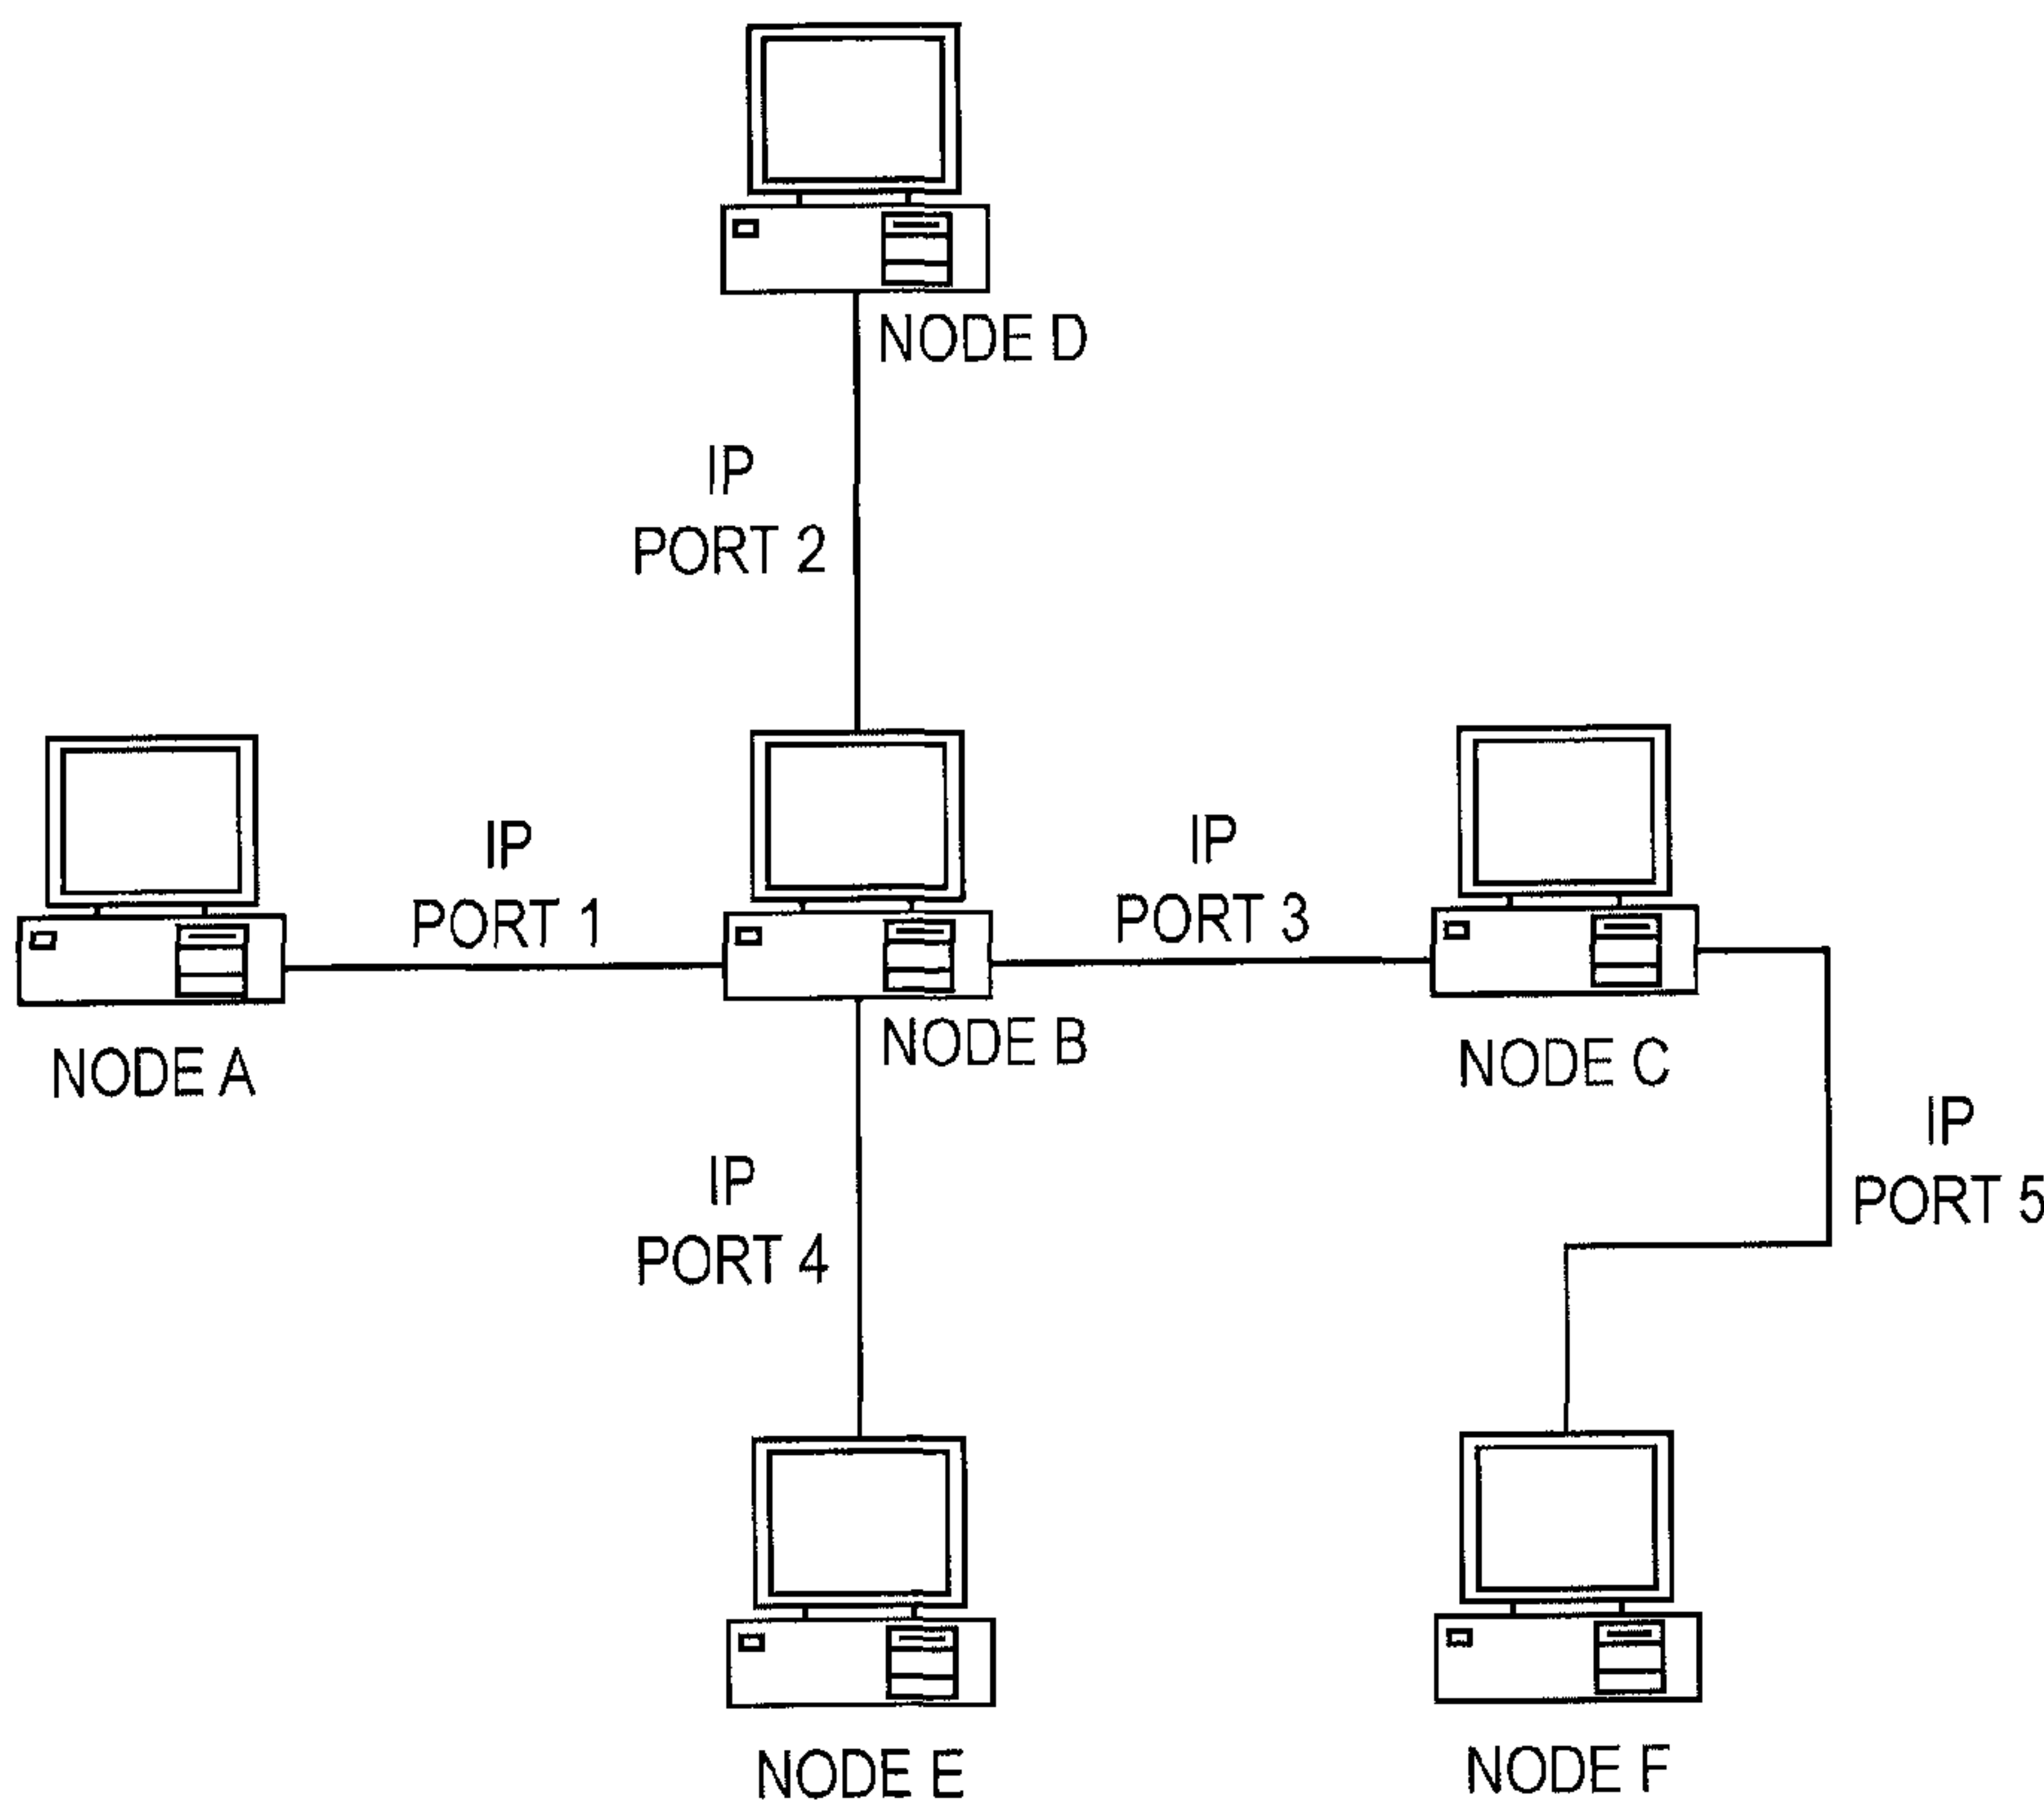 NODE D
IP
PORT 2
IP
PORT 1
IP
PORT 3
NODE A
NODE B
NODE C
IP
PORT 5
IP
PORT 4
NODE E
NODE F